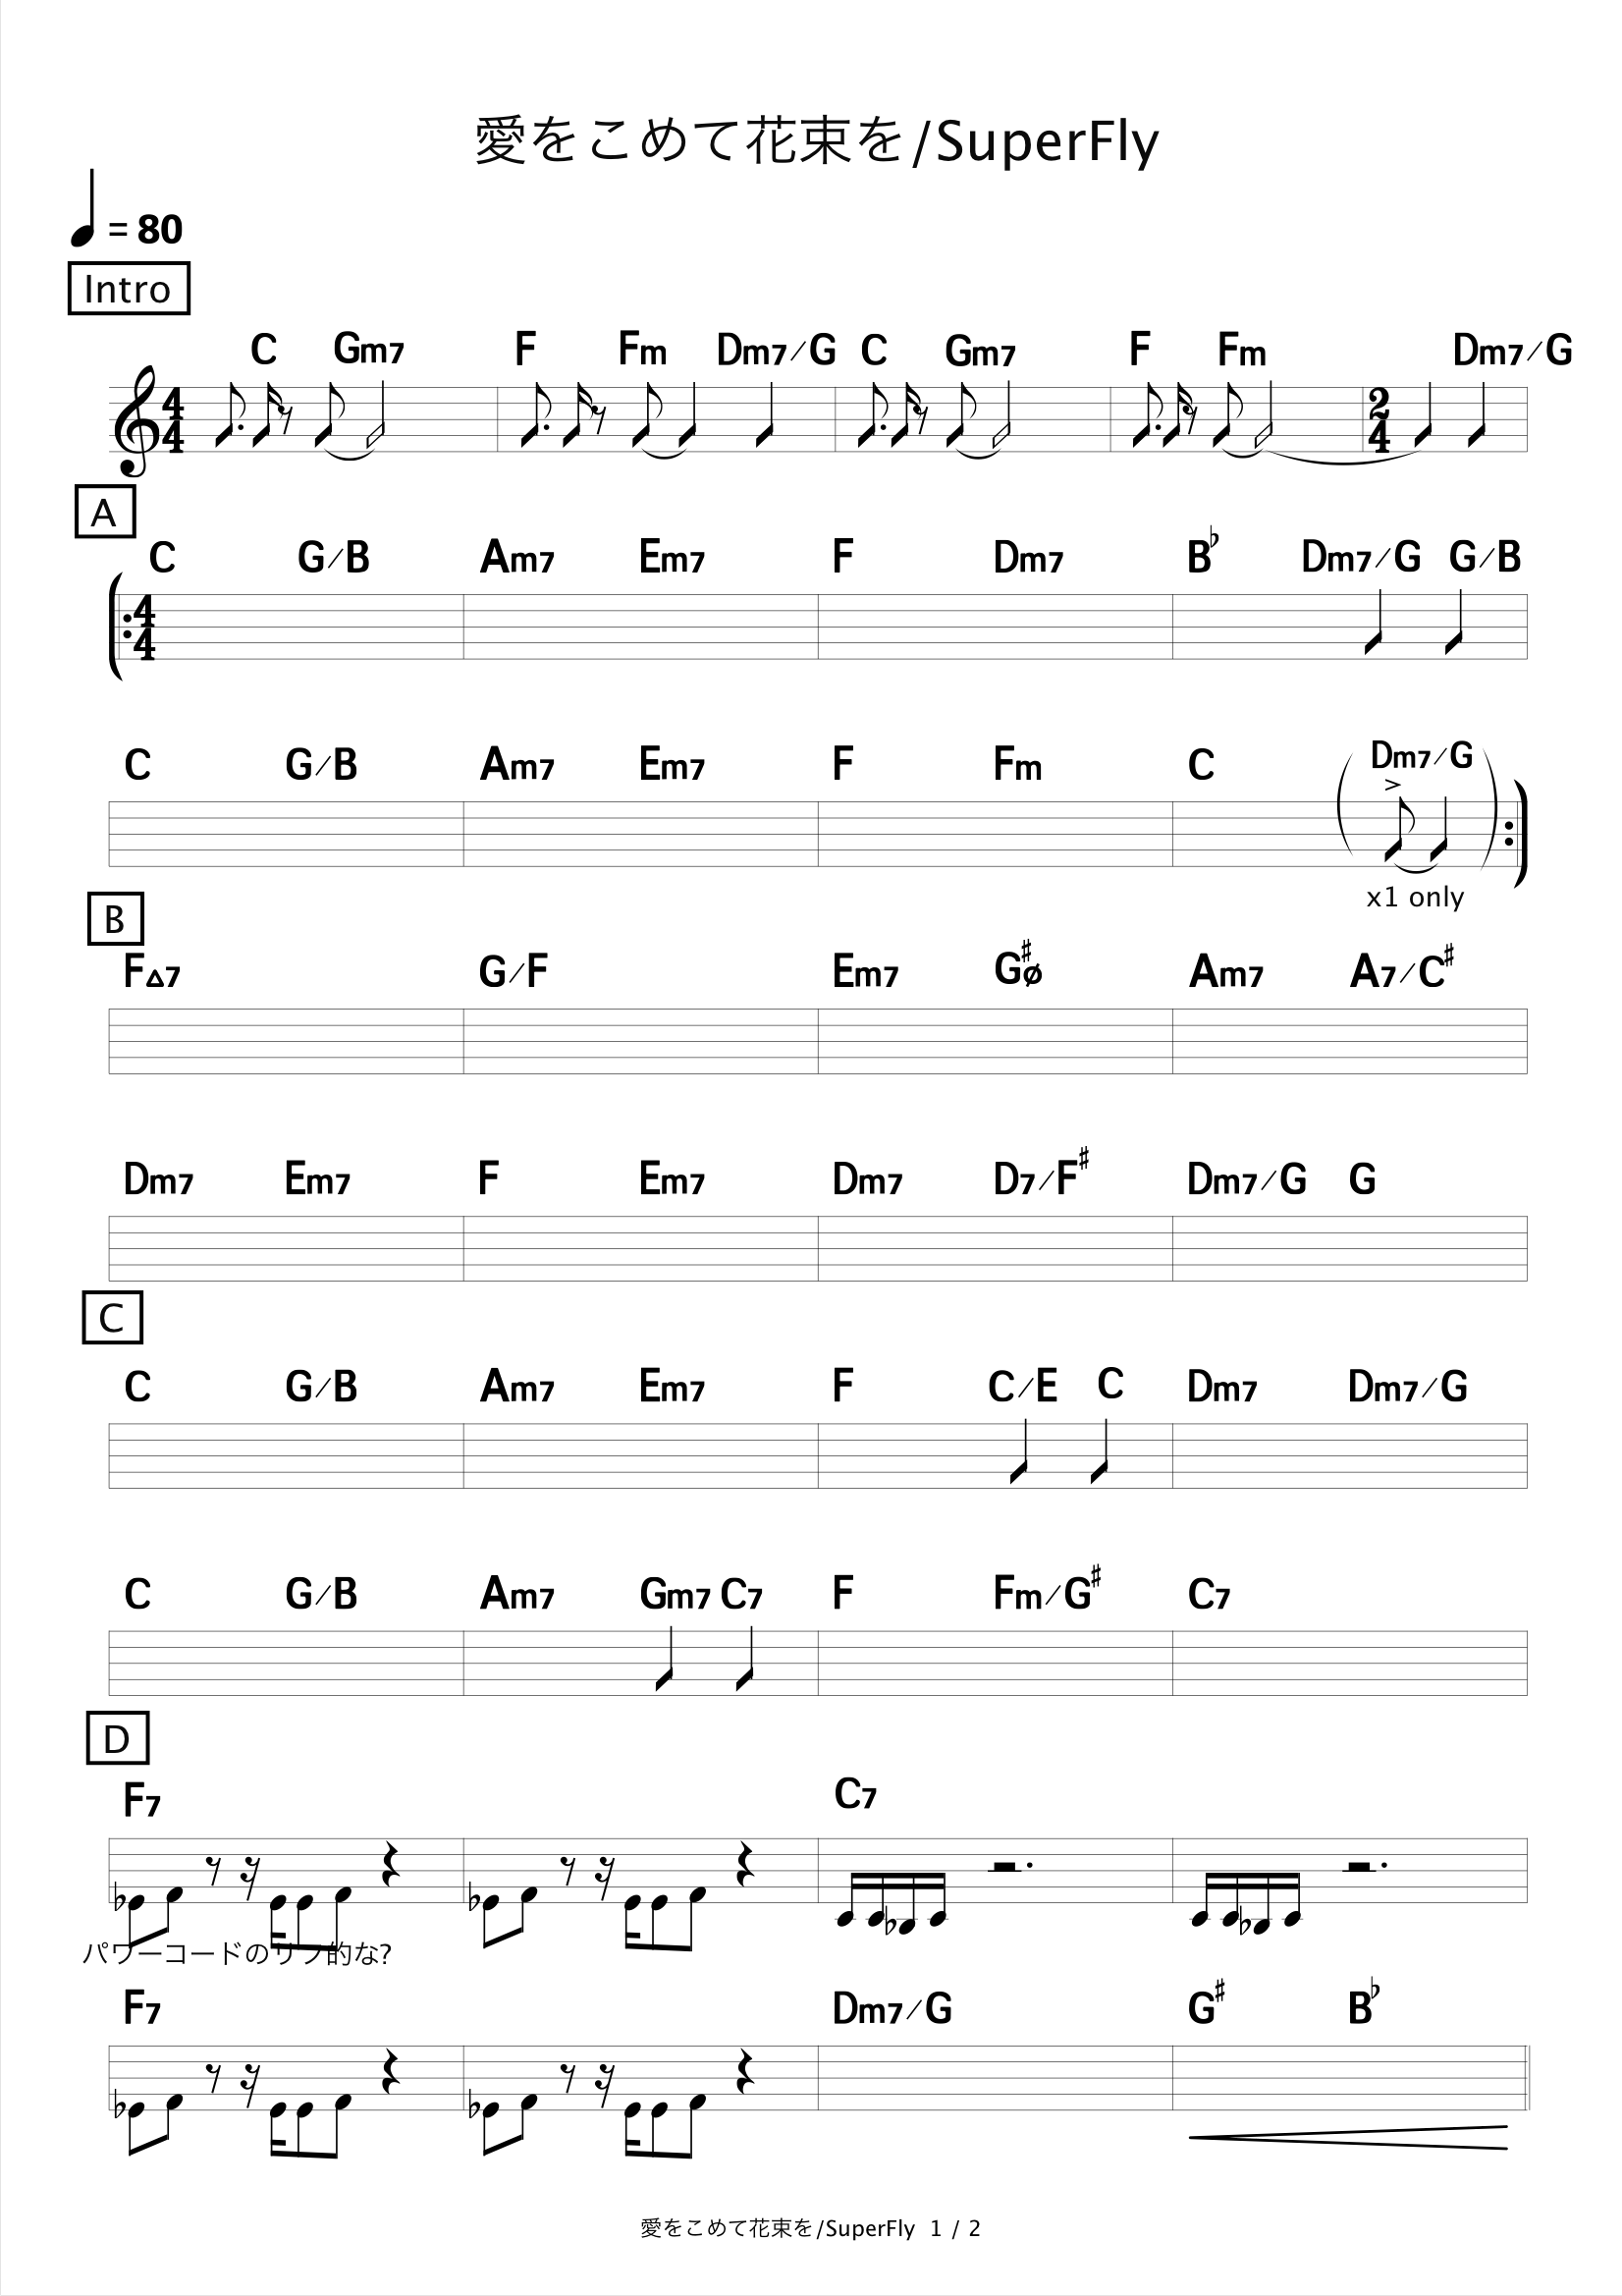 愛をこめて花束を/SuperFly
= 80
Intro
C Gm7 F Fm Dm7/G C Gm7 F Fm Dm7/G
4/4 2/4
A
C G/B Am7 Em7 F Dm7 B♭ Dm7/G G/B
4/4
C G/B Am7 Em7 F Fm C (Dm7/G)
x1 only
B
F△7 G/F Em7 G♯ø Am7 A7/C♯
Dm7 Em7 F Em7 Dm7 D7/F♯ Dm7/G G
C
C G/B Am7 Em7 F C/E C Dm7 Dm7/G
C G/B Am7 Gm7 C7 F Fm/G♯ C7
D
F7 C7
パワーコードのリフ的な?
F7 Dm7/G G♯ B♭
愛をこめて花束を/SuperFly 1 / 2